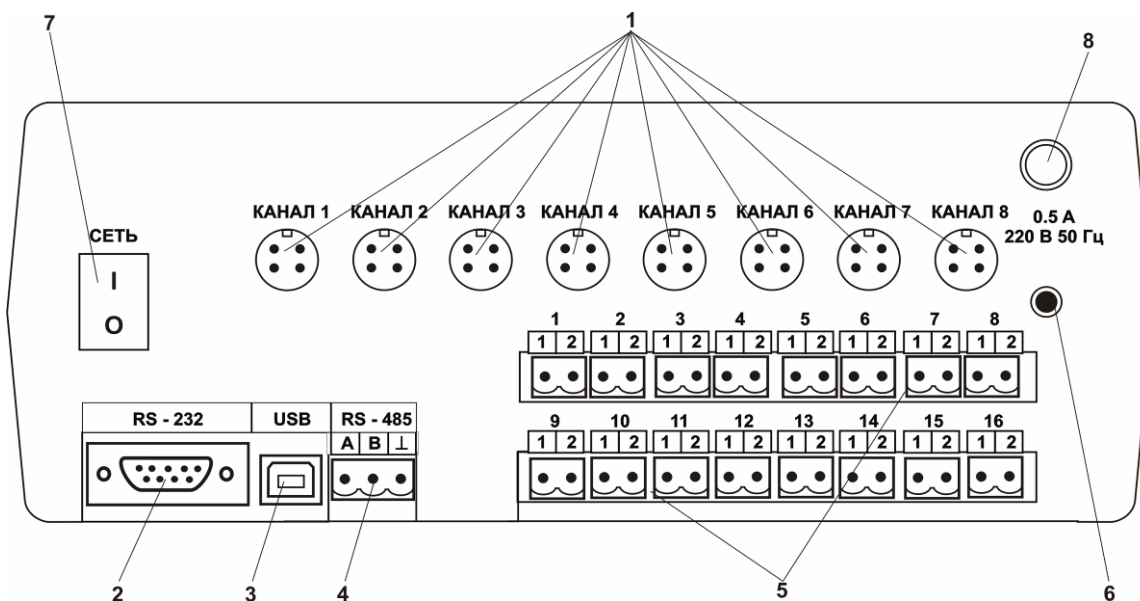 7 1 8
КАНАЛ 1 КАНАЛ 2 КАНАЛ 3 КАНАЛ 4 КАНАЛ 5 КАНАЛ 6 КАНАЛ 7 КАНАЛ 8
0.5 А
220 В 50 Гц
СЕТЬ
I
O
1 2 3 4 5 6 7 8
1 2 1 2 1 2 1 2 1 2 1 2 1 2 1 2
RS - 232 USB RS - 485
A B ⊥
9 10 11 12 13 14 15 16
1 2 1 2 1 2 1 2 1 2 1 2 1 2 1 2
2 3 4 5 6